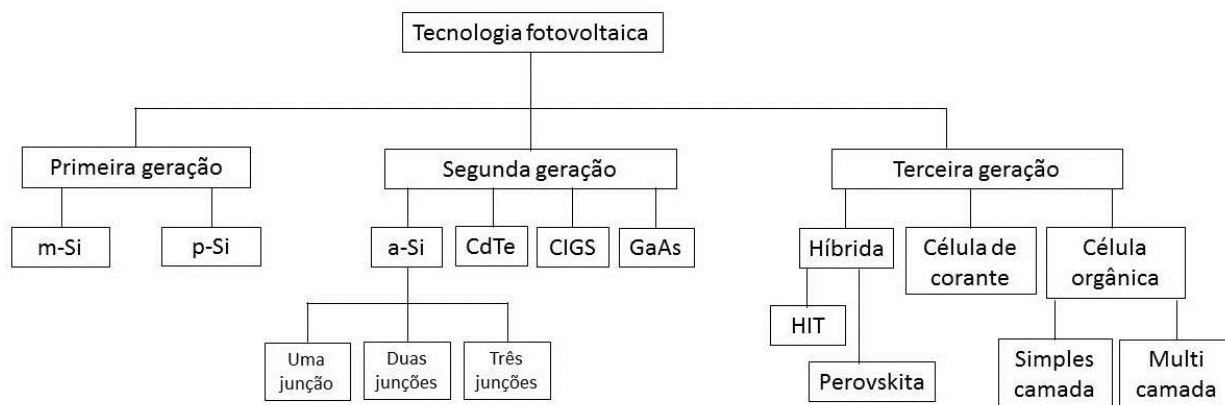 Tecnologia fotovoltaica
Primeira geração
Segunda geração
Terceira geração
m-Si
p-Si
a-Si
CdTe
CIGS
GaAs
Híbrida
Célula de
corante
Célula
orgânica
HIT
Perovskita
Uma
junção
Duas
junções
Três
junções
Simples
camada
Multi
camada